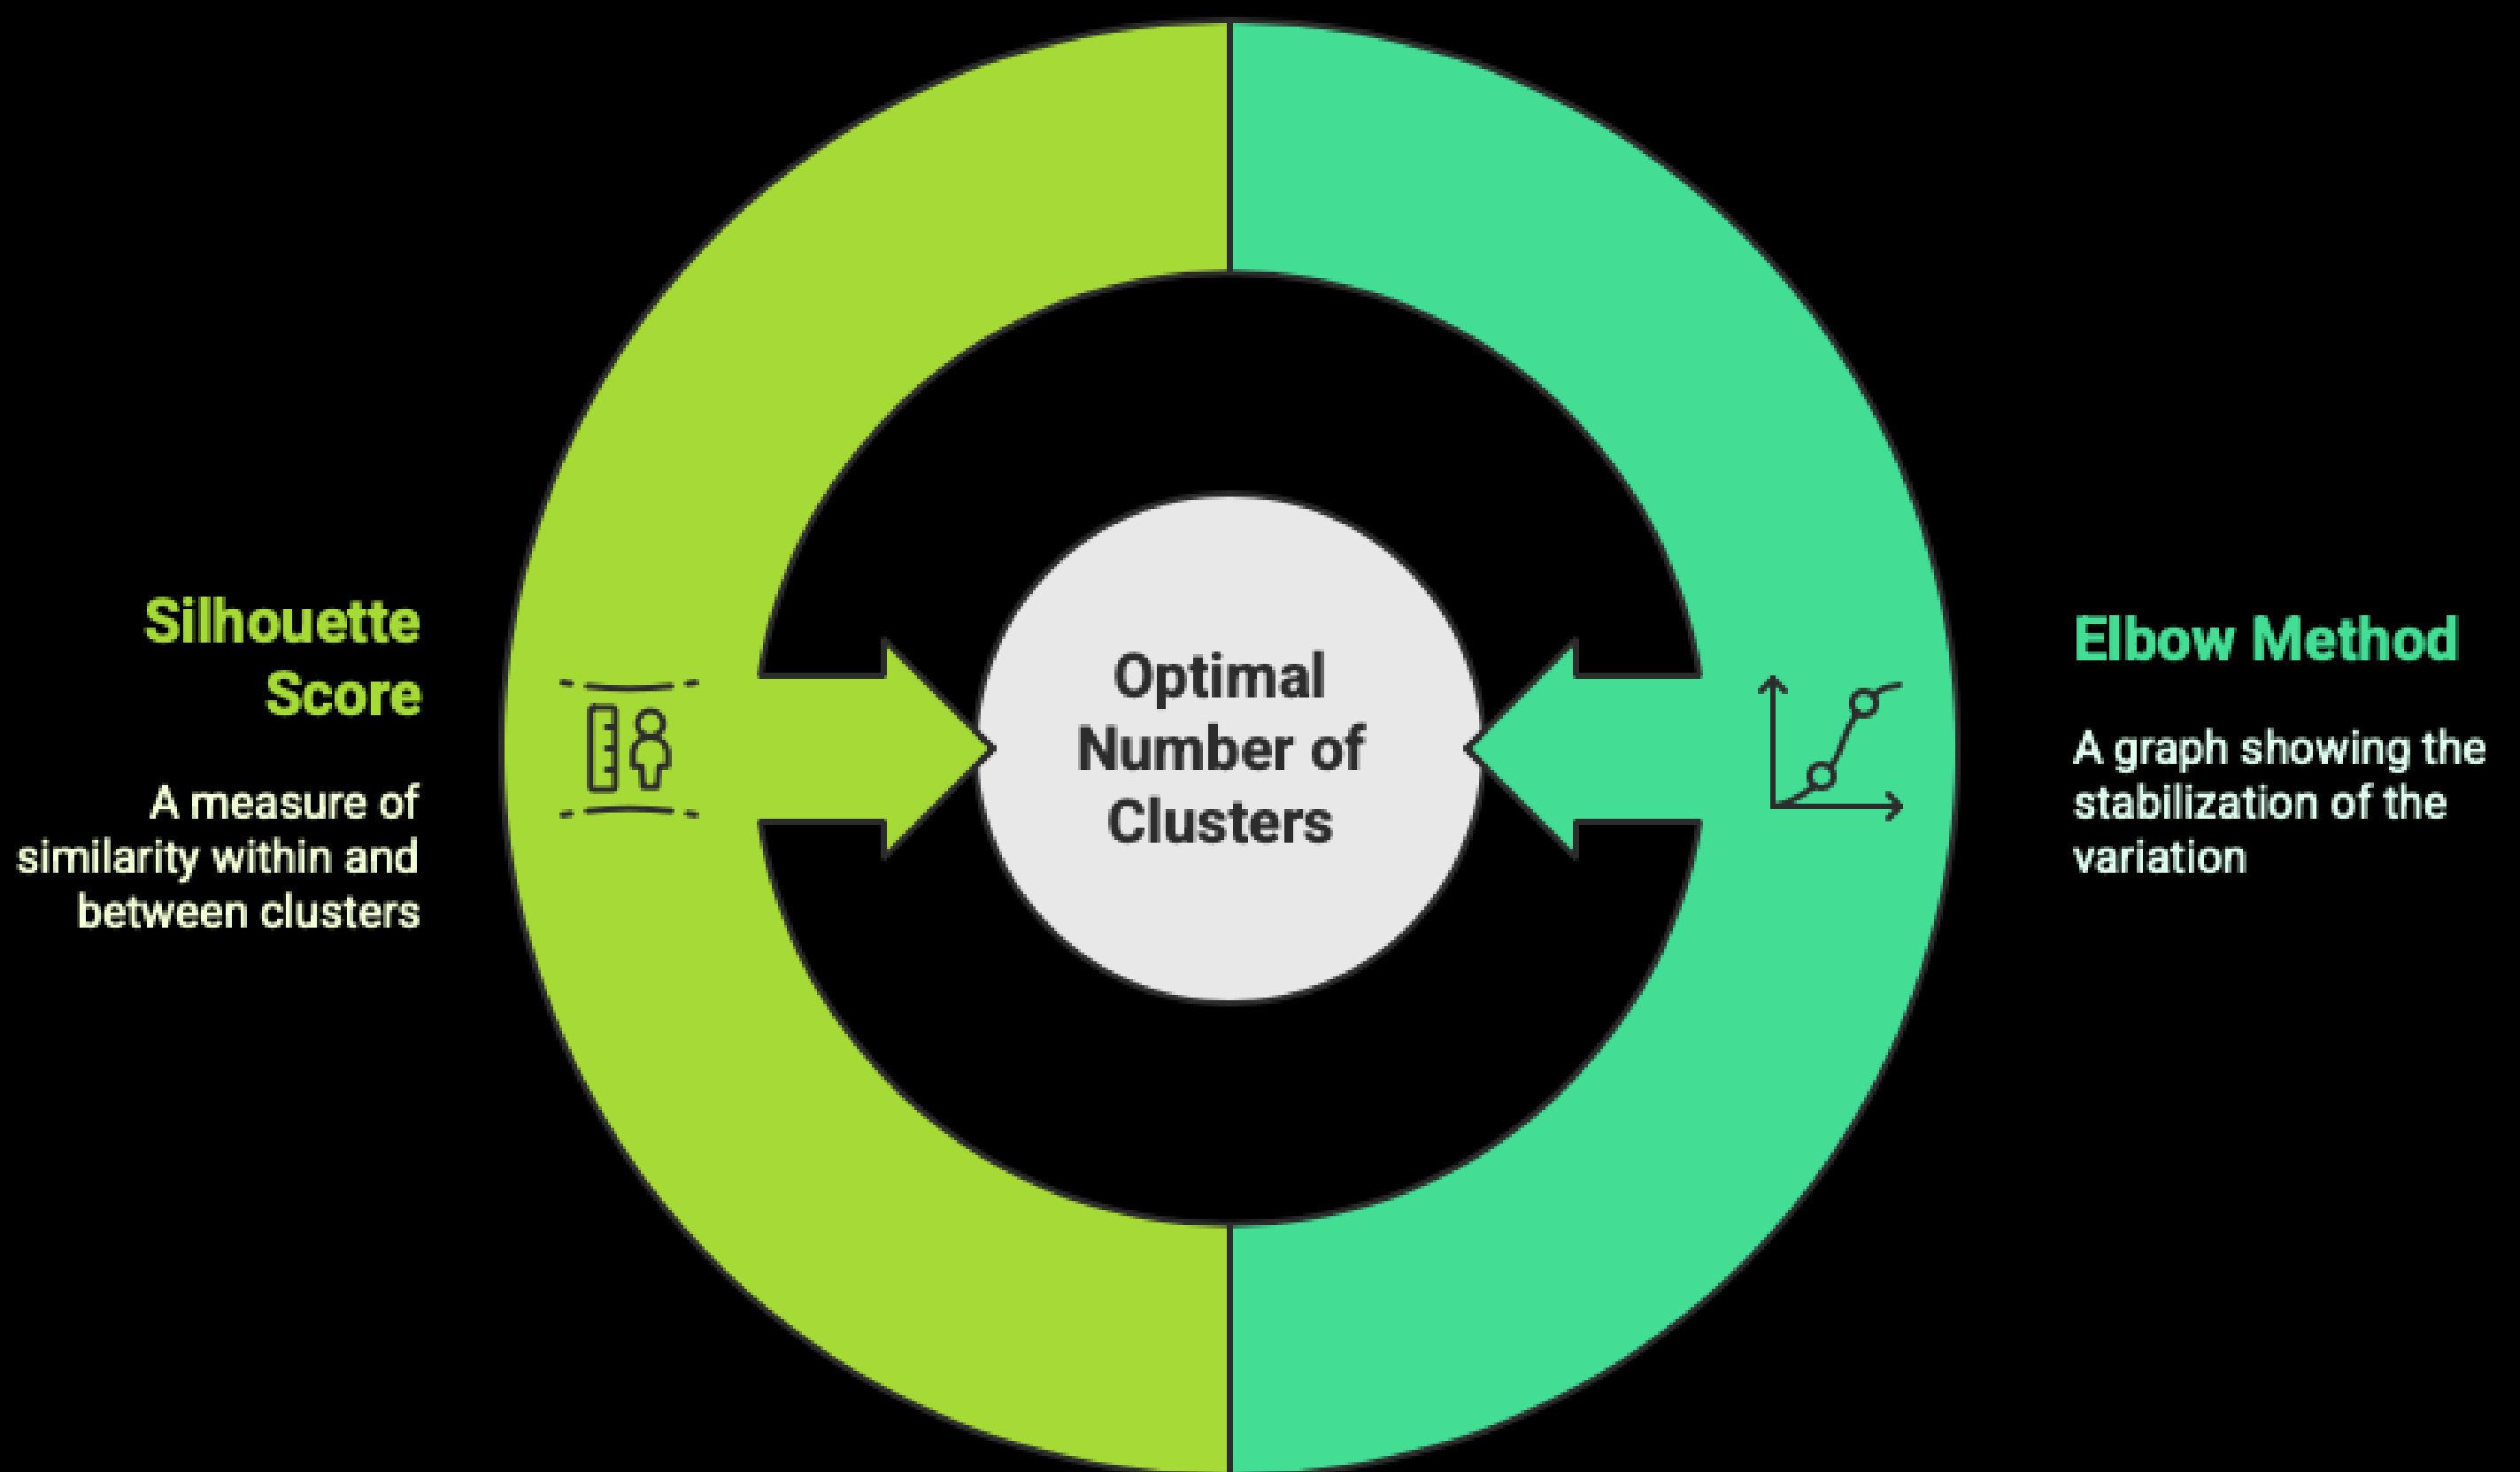 Silhouette
Score
A measure of
similarity within and
between clusters
Optimal
Number of
Clusters
Elbow Method
A graph showing the
stabilization of the
variation